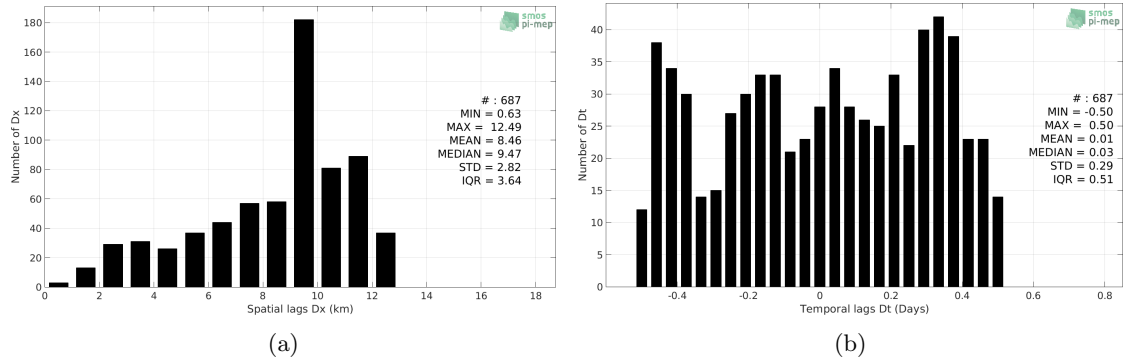 smos
pi-mep
180
160
140
120
100
80
60
40
20
0
Number of Dx
# : 687
MIN = 0.63
MAX = 12.49
MEAN = 8.46
MEDIAN = 9.47
STD = 2.82
IQR = 3.64
0 2 4 6 8 10 12 14 16 18
Spatial lags Dx (km)
(a)
smos
pi-mep
40
35
30
25
20
15
10
5
0
Number of Dt
# : 687
MIN = -0.50
MAX = 0.50
MEAN = 0.01
MEDIAN = 0.03
STD = 0.29
IQR = 0.51
-0.4 -0.2 0 0.2 0.4 0.6 0.8
Temporal lags Dt (Days)
(b)